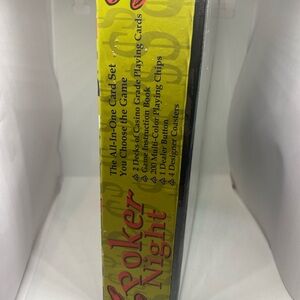 Poker
Night
The All-In-One Card Set
You Choose the Game
2 Decks of Casino Grade Playing Cards
Game Instruction Book
200 Multi-Color Playing Chips
1 Dealer Button
4 Designer Coasters